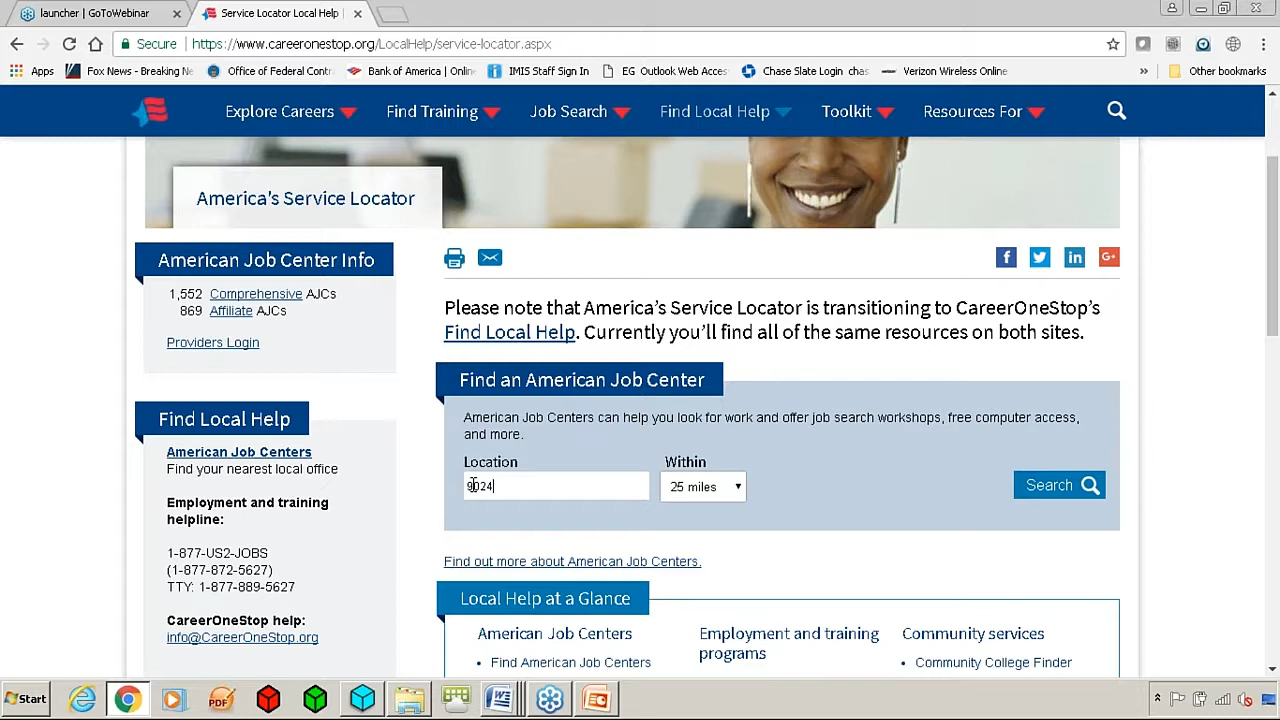 launcher | GoToWebinar
Service Locator Local Help |
Secure | https://www.careeronestop.org/LocalHelp/service-locator.aspx
Apps Fox News - Breaking Ne Office of Federal Contr Bank of America | Onlin IMIS Staff Sign In EG Outlook Web Acces Chase Slate Login chas Verizon Wireless Online » Other bookmarks
Explore Careers Find Training Job Search Find Local Help Toolkit Resources For
America's Service Locator
American Job Center Info
1,552 Comprehensive AJCs
869 Affiliate AJCs
Providers Login
Please note that America's Service Locator is transitioning to CareerOneStop's
Find Local Help. Currently you'll find all of the same resources on both sites.
Find an American Job Center
American Job Centers can help you look for work and offer job search workshops, free computer access,
and more.
Location Within
9024 25 miles Search
Find Local Help
American Job Centers
Find your nearest local office
Employment and training
helpline:
1-877-US2-JOBS
(1-877-872-5627)
TTY: 1-877-889-5627
CareerOneStop help:
info@CareerOneStop.org
Find out more about American Job Centers.
Local Help at a Glance
American Job Centers
• Find American Job Centers
Employment and training
programs
Community services
• Community College Finder
Start
PDF